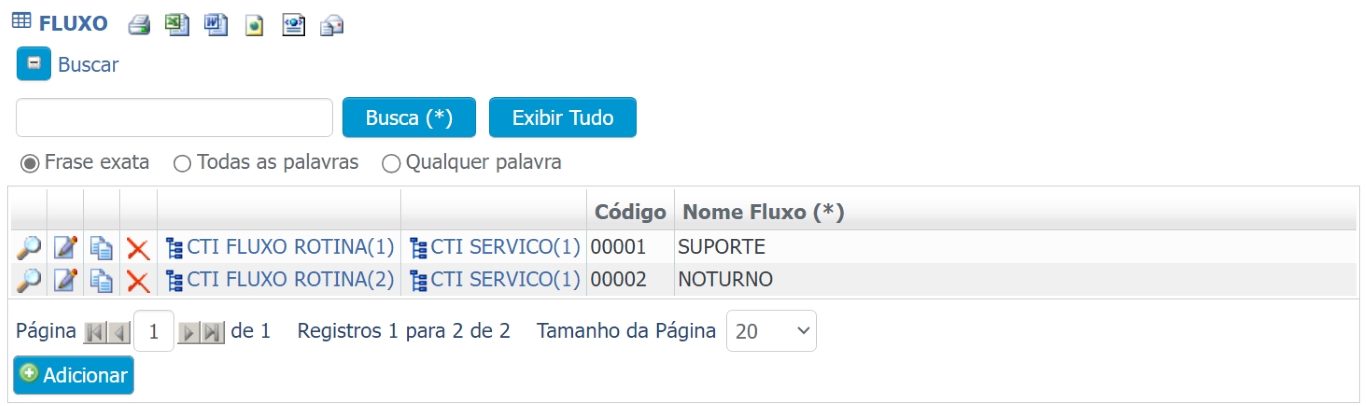 FLUXO
Buscar
Busca (*) Exibir Tudo
Frase exata Todas as palavras Qualquer palavra
Código Nome Fluxo (*)
CTI FLUXO ROTINA(1) CTI SERVICO(1) 00001 SUPORTE
CTI FLUXO ROTINA(2) CTI SERVICO(1) 00002 NOTURNO
Página 1 de 1 Registros 1 para 2 de 2 Tamanho da Página 20
Adicionar